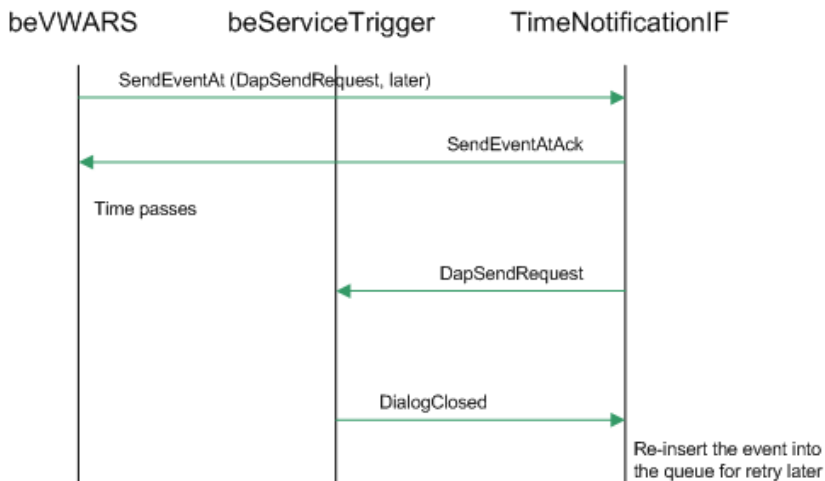 beVWARS beServiceTrigger TimeNotificationIF
SendEventAt (DapSendRequest, later)
SendEventAtAck
Time passes
DapSendRequest
DialogClosed
Re-insert the event into
the queue for retry later